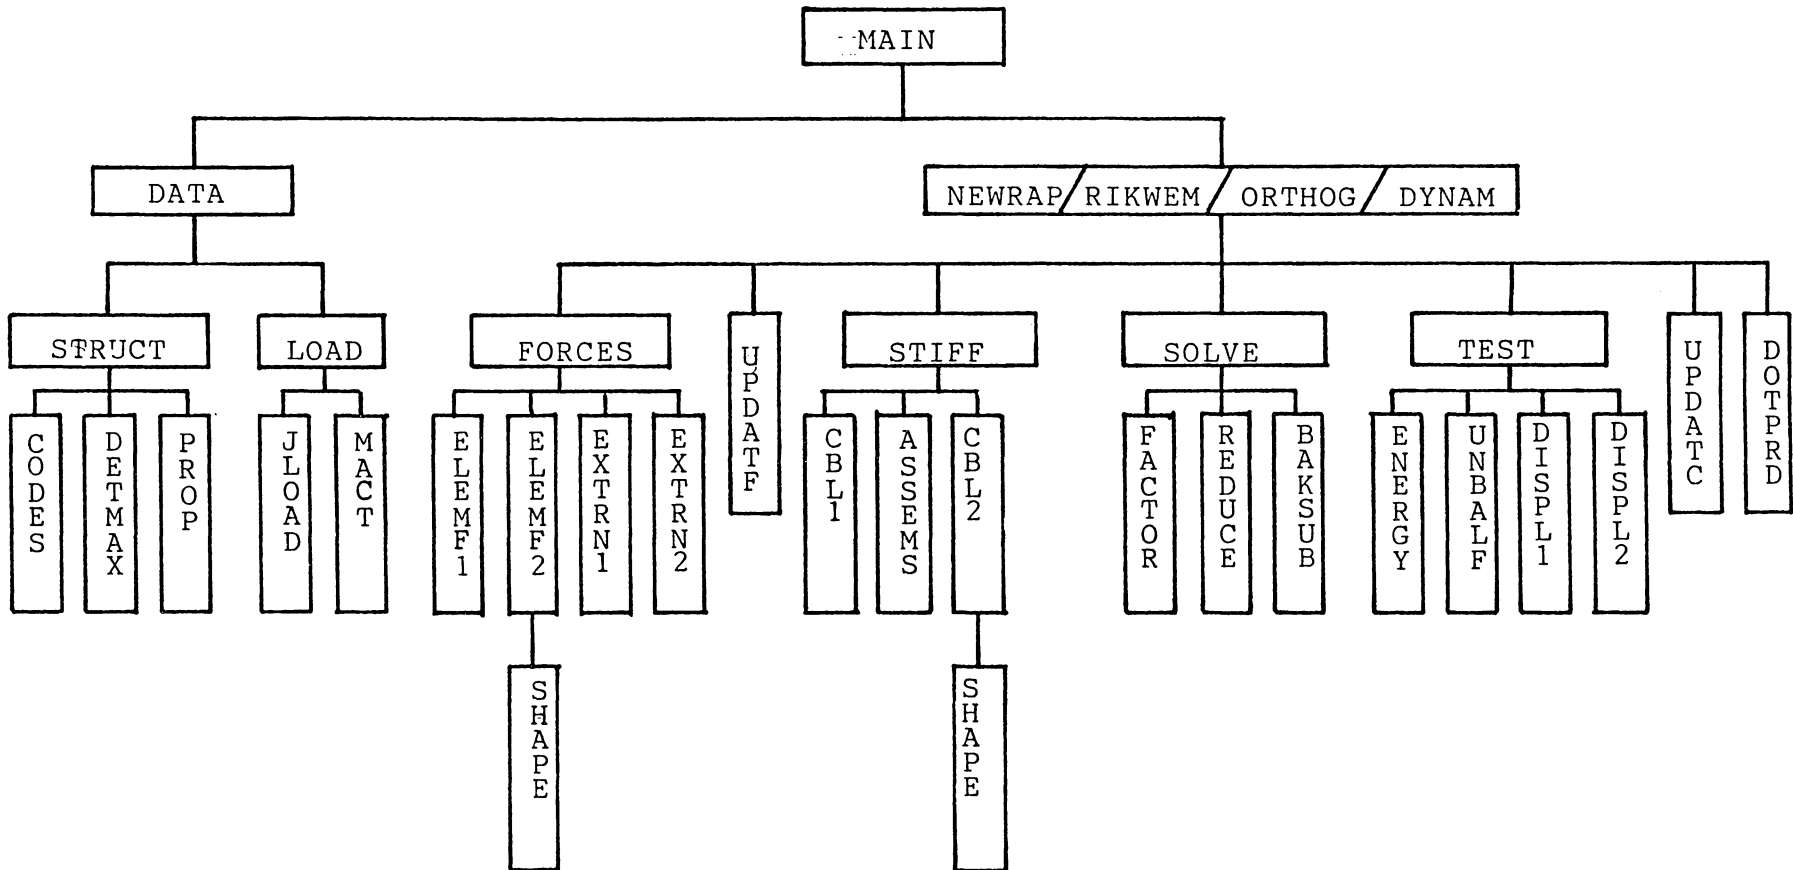 MAIN
DATA
NEWRAP/RIKWEM/ORTHOG/DYNAM
STRUCT
LOAD
FORCES
UPDATF
STIFF
SOLVE
TEST
UPDATC
DOTPRD
CODES
DETMAX
PROP
JLOAD
MACT
ELEMF1
ELEMF2
EXTRN1
EXTRN2
CBL1
ASSEMS
CBL2
FACTOR
REDUCE
BAKSUB
ENERGY
UNBALF
DISPL1
DISPL2
SHAPE
SHAPE